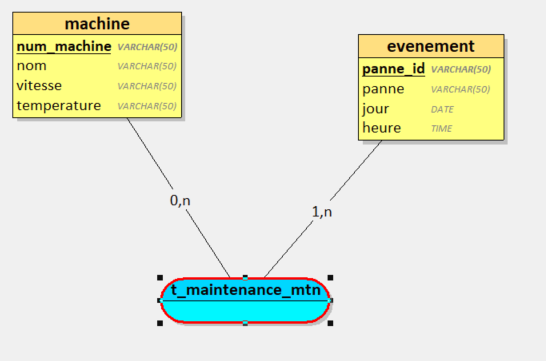 machine
num_machine VARCHAR(50)
nom VARCHAR(50)
vitesse VARCHAR(50)
temperature VARCHAR(50)
evenement
panne_id VARCHAR(50)
panne VARCHAR(50)
jour DATE
heure TIME
0,n
1,n
t_maintenance_mtn